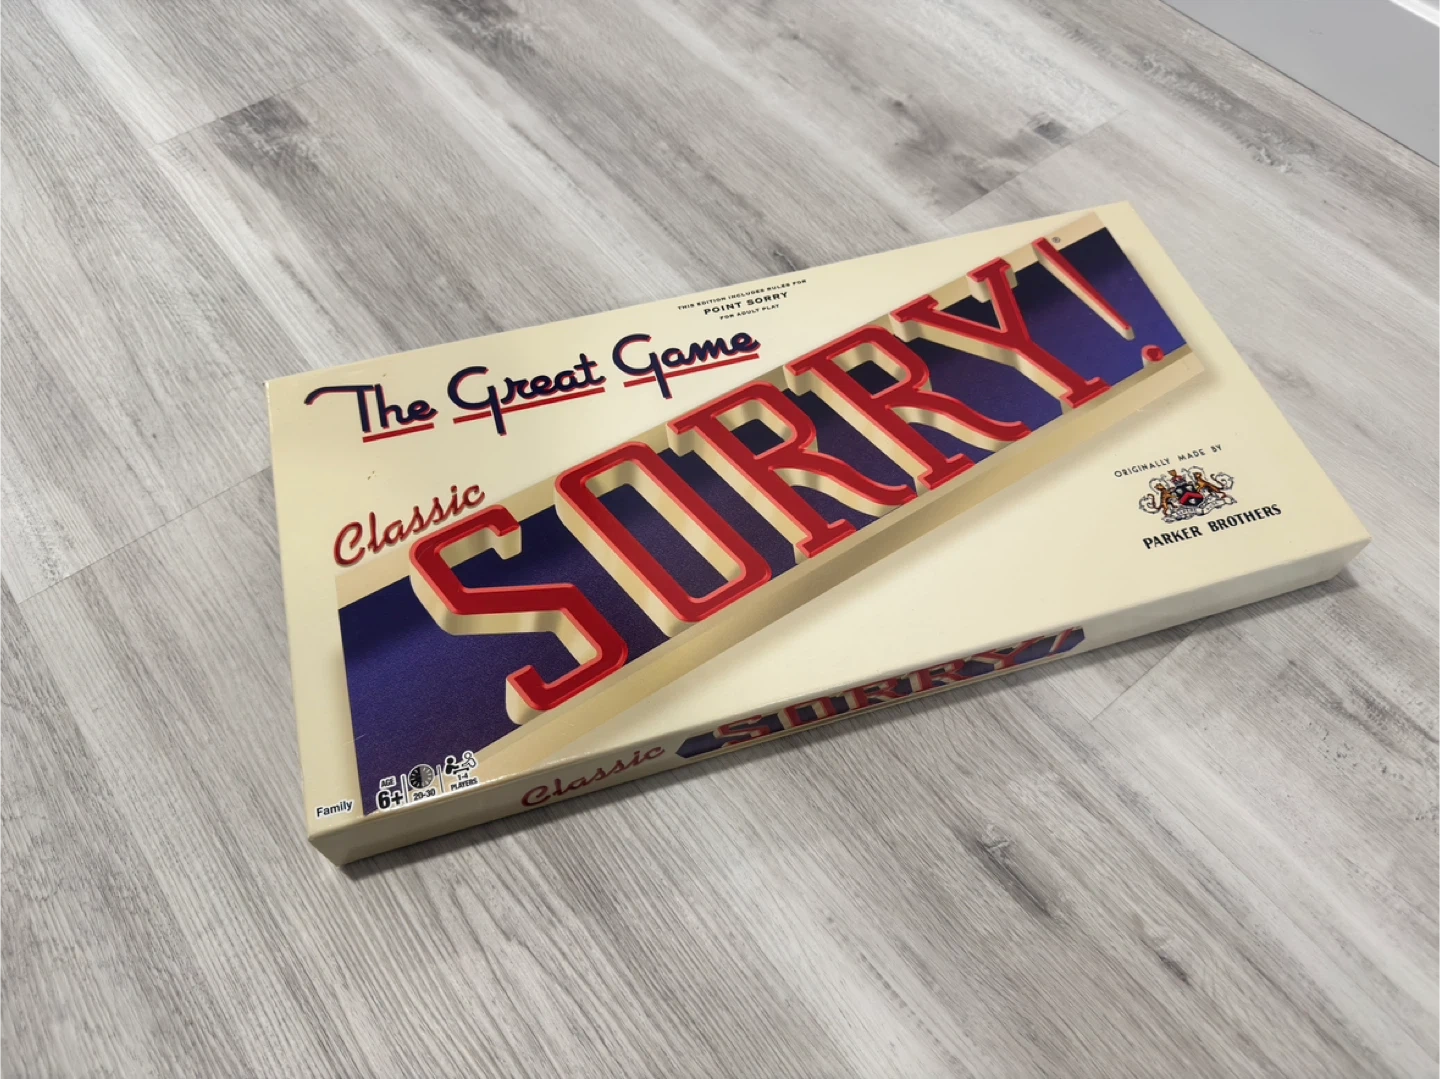 THIS EDITION INCLUDES RULES FOR
POINT SORRY
FOR ADULT PLAY
The Great Game
Classic
SORRY!®
ORIGINALLY MADE BY
PARKER BROTHERS
Family
AGE
6+
20-30
1-4
PLAYERS
Classic SORRY!